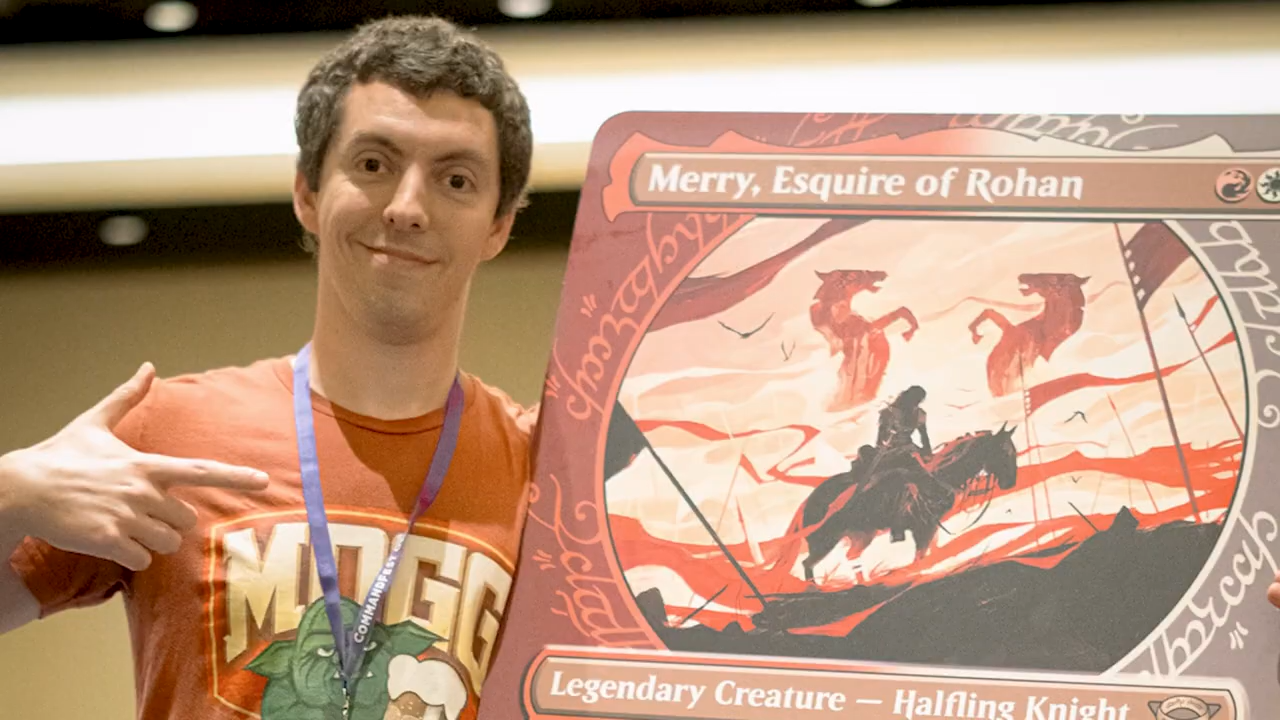 Merry, Esquire of Rohan
MOGG
COMMANDFEST
Legendary Creature — Halfling Knight